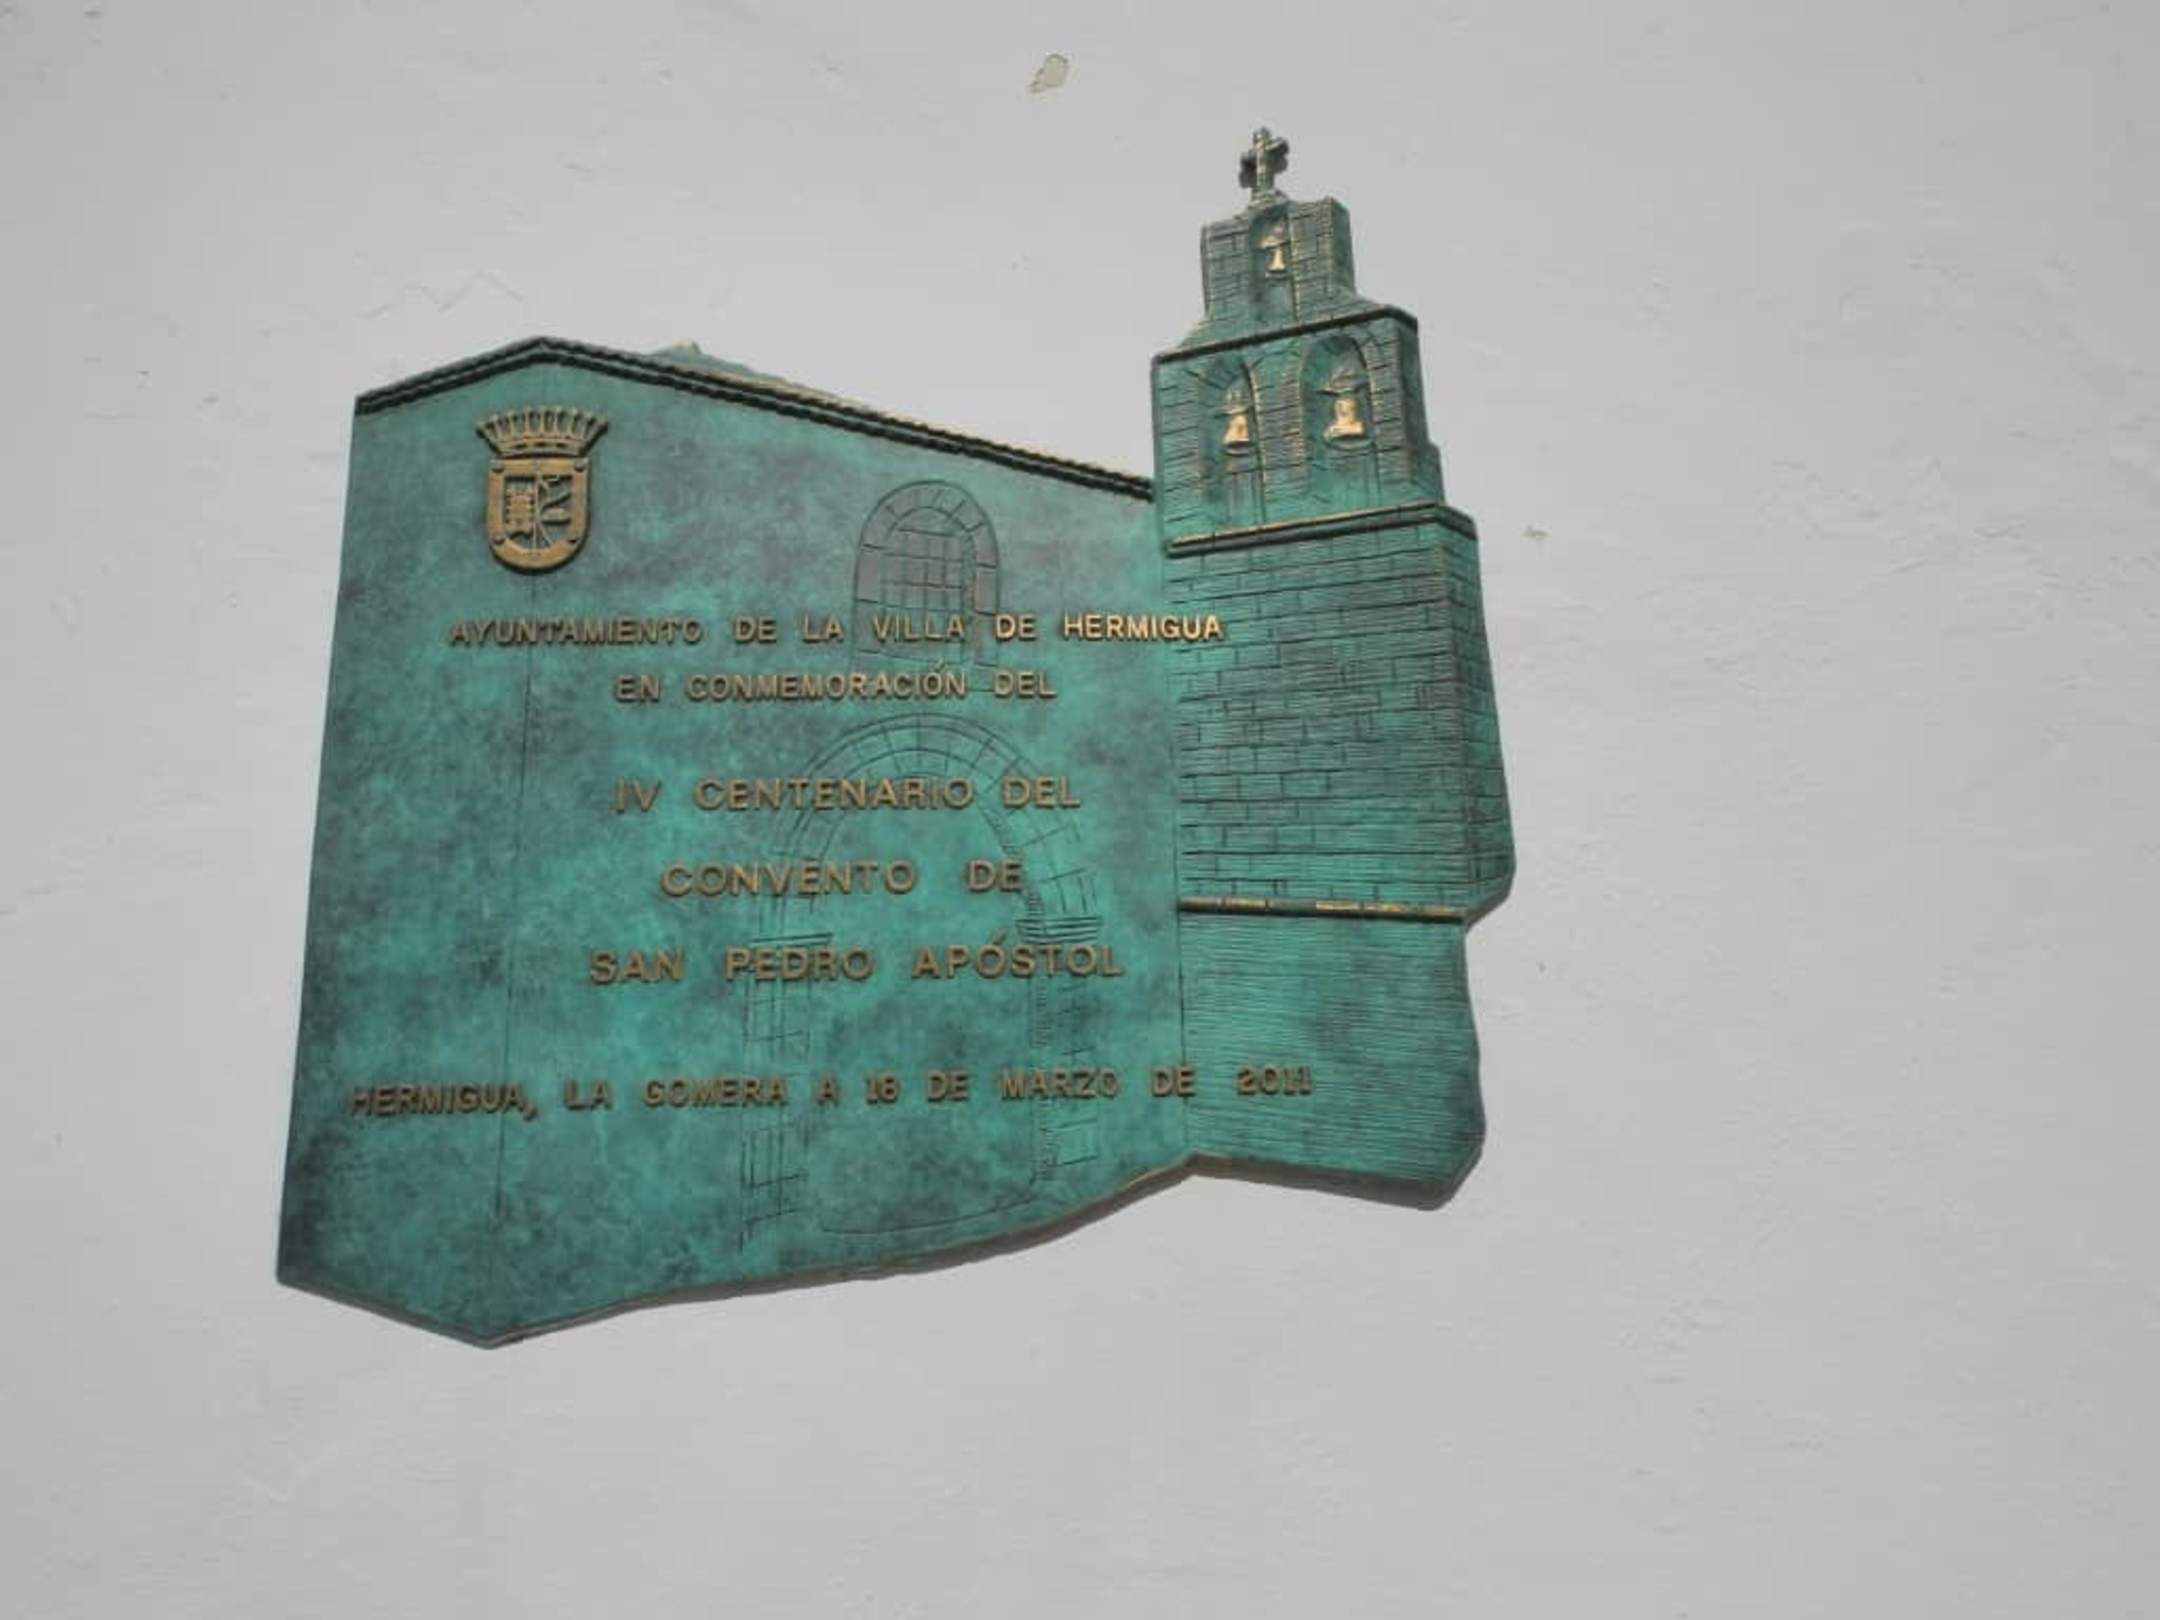 AYUNTAMIENTO DE LA VILLA DE HERMIGUA
EN CONMEMORACIÓN DEL
IV CENTENARIO DEL
CONVENTO DE
SAN PEDRO APÓSTOL
HERMIGUA, LA GOMERA A 18 DE MARZO DE 2011